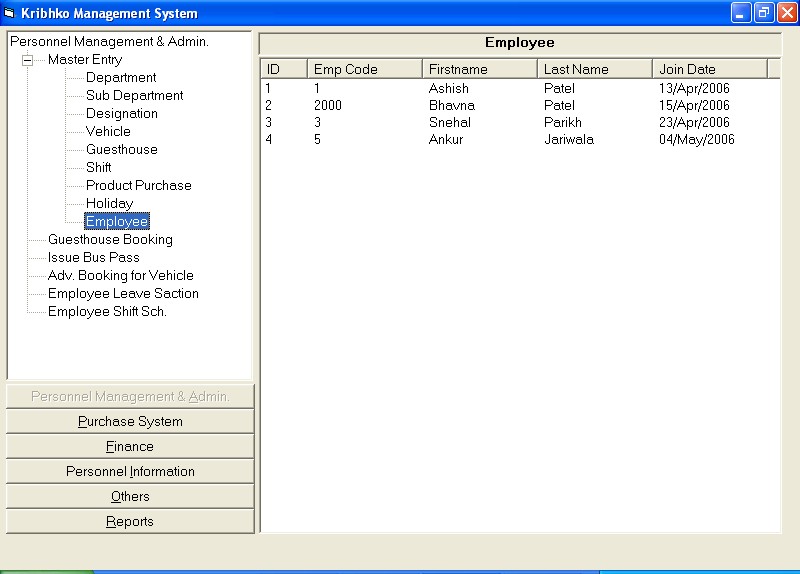 Kribhko Management System
Personnel Management & Admin.
Master Entry
Department
Sub Department
Designation
Vehicle
Guesthouse
Shift
Product Purchase
Holiday
Employee
Guesthouse Booking
Issue Bus Pass
Adv. Booking for Vehicle
Employee Leave Saction
Employee Shift Sch.
Personnel Management & Admin.
Purchase System
Finance
Personnel Information
Others
Reports
Employee
ID Emp Code Firstname Last Name Join Date
1 1 Ashish Patel 13/Apr/2006
2 2000 Bhavna Patel 15/Apr/2006
3 3 Snehal Parikh 23/Apr/2006
4 5 Ankur Jariwala 04/May/2006